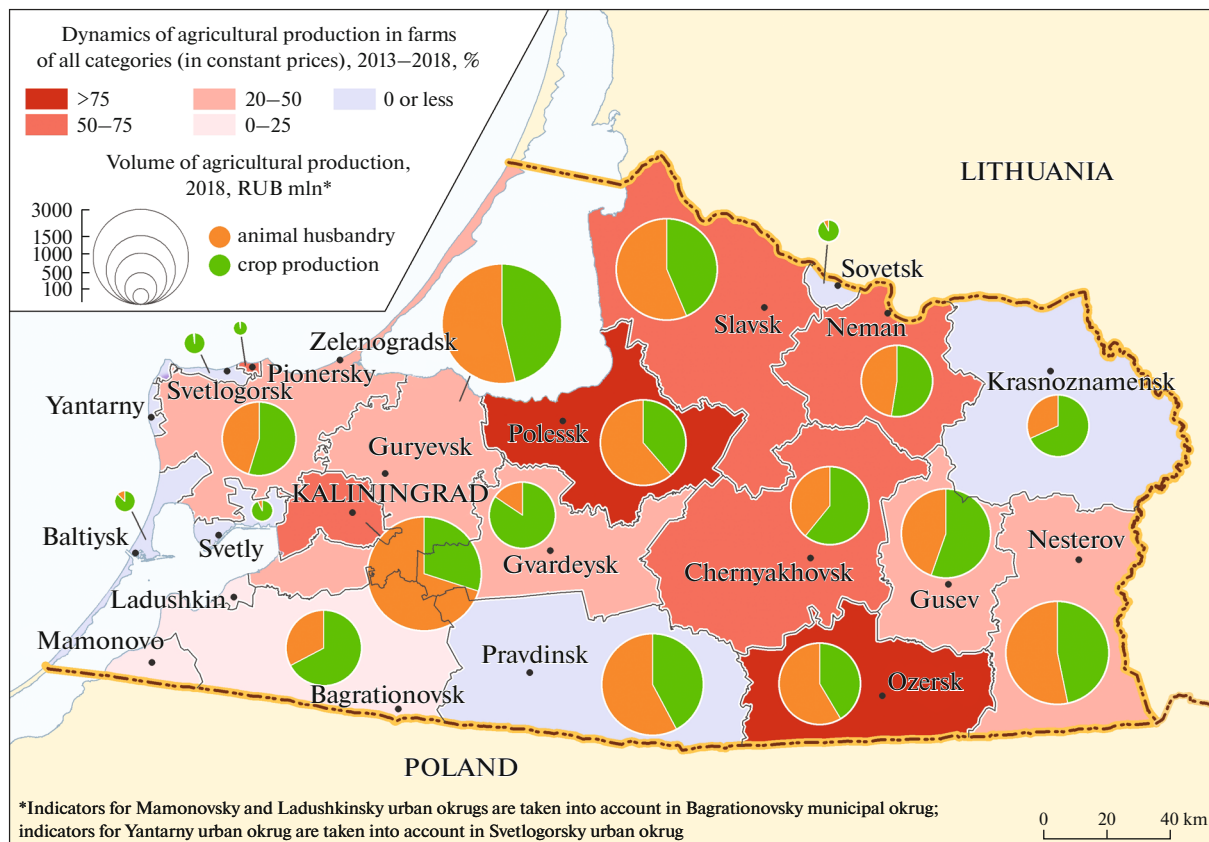 Dynamics of agricultural production in farms
of all categories (in constant prices), 2013–2018, %
>75
20–50
0 or less
50–75
0–25
Volume of agricultural production,
2018, RUB mln*
3000
1500
1000
500
100
animal husbandry
crop production
LITHUANIA
Sovetsk
Slavsk
Neman
Zelenogradsk
Pionersky
Svetlogorsk
Krasnoznamensk
Yantarny
Polessk
Guryevsk
KALININGRAD
Baltiysk
Svetly
Gvardeysk
Chernyakhovsk
Nesterov
Gusev
Ladushkin
Mamonovo
Pravdinsk
Ozersk
Bagrationovsk
POLAND
*Indicators for Mamonovsky and Ladushkinsky urban okrugs are taken into account in Bagrationovsky municipal okrug;
indicators for Yantarny urban okrug are taken into account in Svetlogorsky urban okrug
0 20 40 km